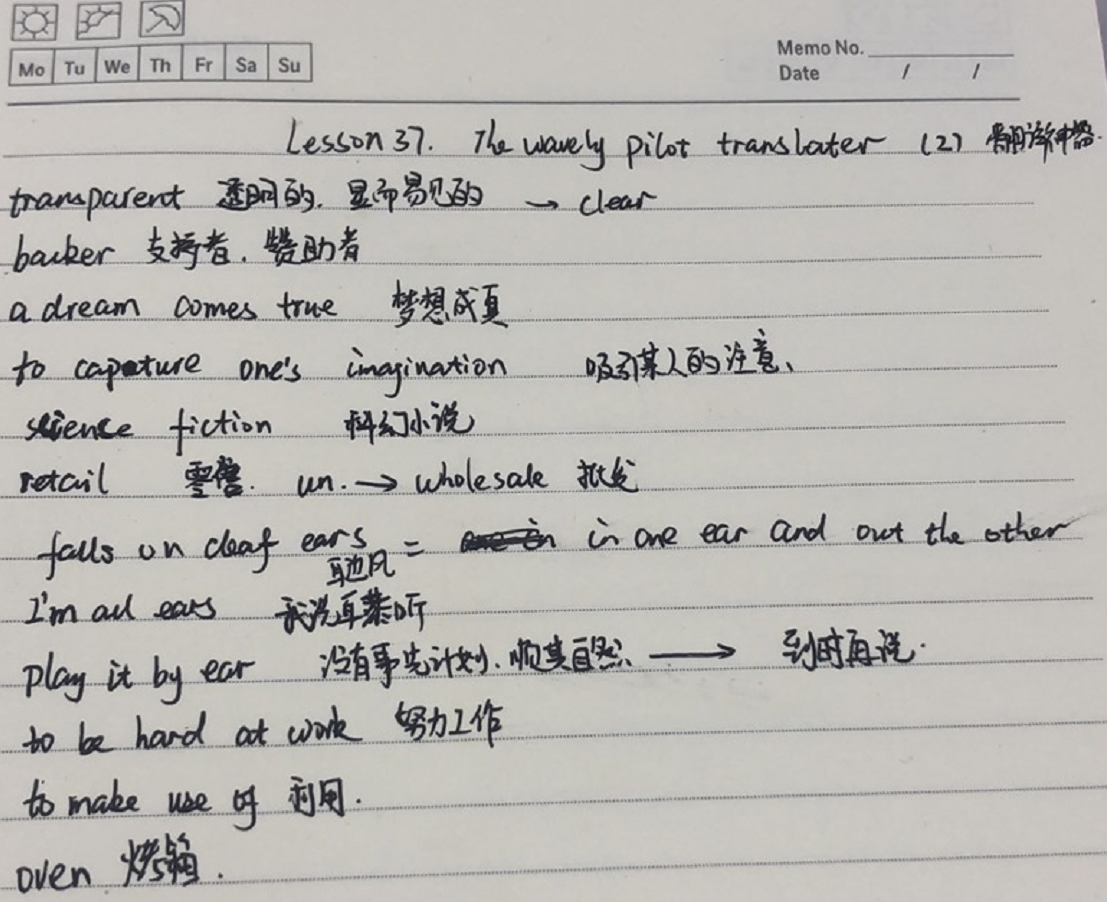 Mo Tu We Th Fr Sa Su
Memo No.
Date / /
Lesson 37. The wavely pilot translater (2) 翻译神器.
transparent 透明的. 显而易见的 → clear
backer 支持者. 赞助者
a dream comes true 梦想成真
to capature one's imagination 吸引某人的注意、
science fiction 科幻小说
retail 零售. un. → wholesale 批发
falls on deaf ears = in one ear and out the other
耳边风
I'm all ears 我洗耳恭听
play it by ear 没有事先计划. 顺其自然. → 到时再说.
to be hard at work 努力工作
to make use of 利用.
oven 烤箱.